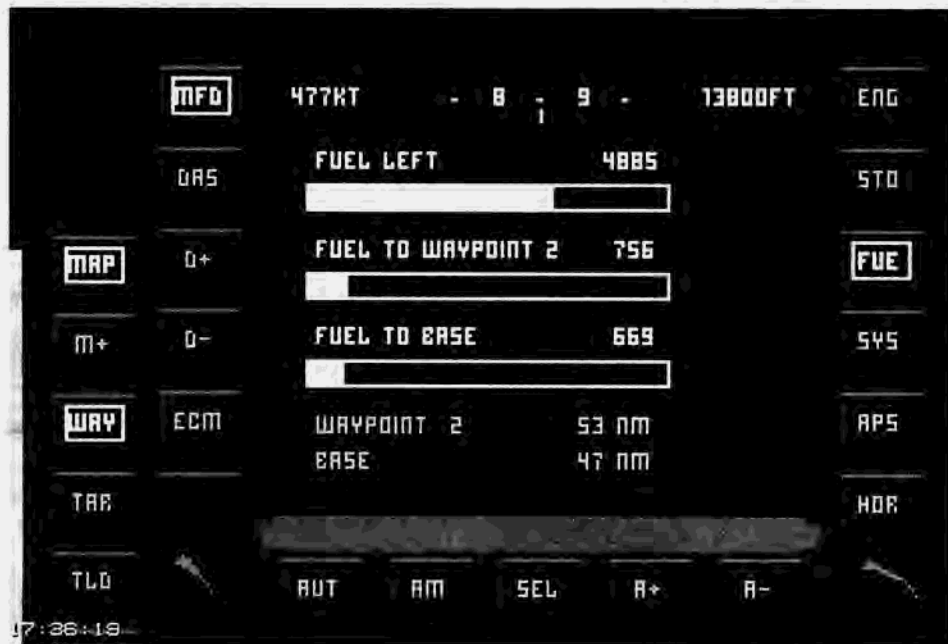 MFD 477KT - 8 - 9 - 13800FT ENG
FUEL LEFT 4885
DAS STO
FUEL TO WAYPOINT 2 756
MAP D+ FUE
FUEL TO BASE 669
M+ D- SYS
WAY ECM WAYPOINT 2 53 NM APS
BASE 47 NM
TAR HDR
TLD AUT AM SEL A+ A-
17:36:19